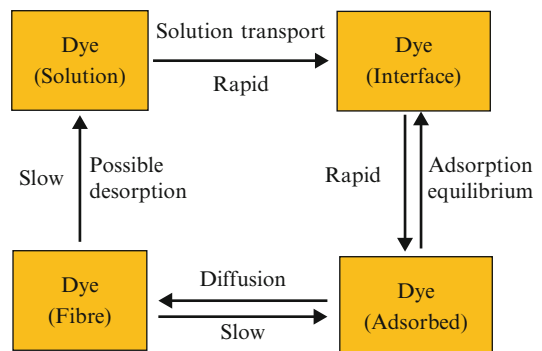 Dye
(Solution)
Solution transport
Rapid
Dye
(Interface)
Slow
Possible
desorption
Rapid
Adsorption
equilibrium
Dye
(Fibre)
Diffusion
Slow
Dye
(Adsorbed)